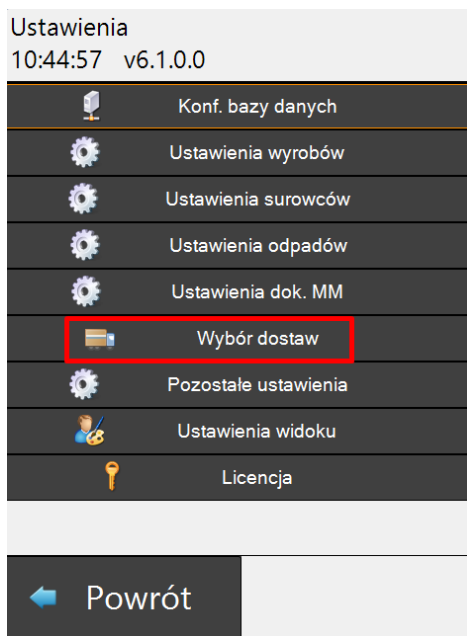 Ustawienia
10:44:57 v6.1.0.0
Konf. bazy danych
Ustawienia wyrobów
Ustawienia surowców
Ustawienia odpadów
Ustawienia dok. MM
Wybór dostaw
Pozostałe ustawienia
Ustawienia widoku
Licencja
Powrót